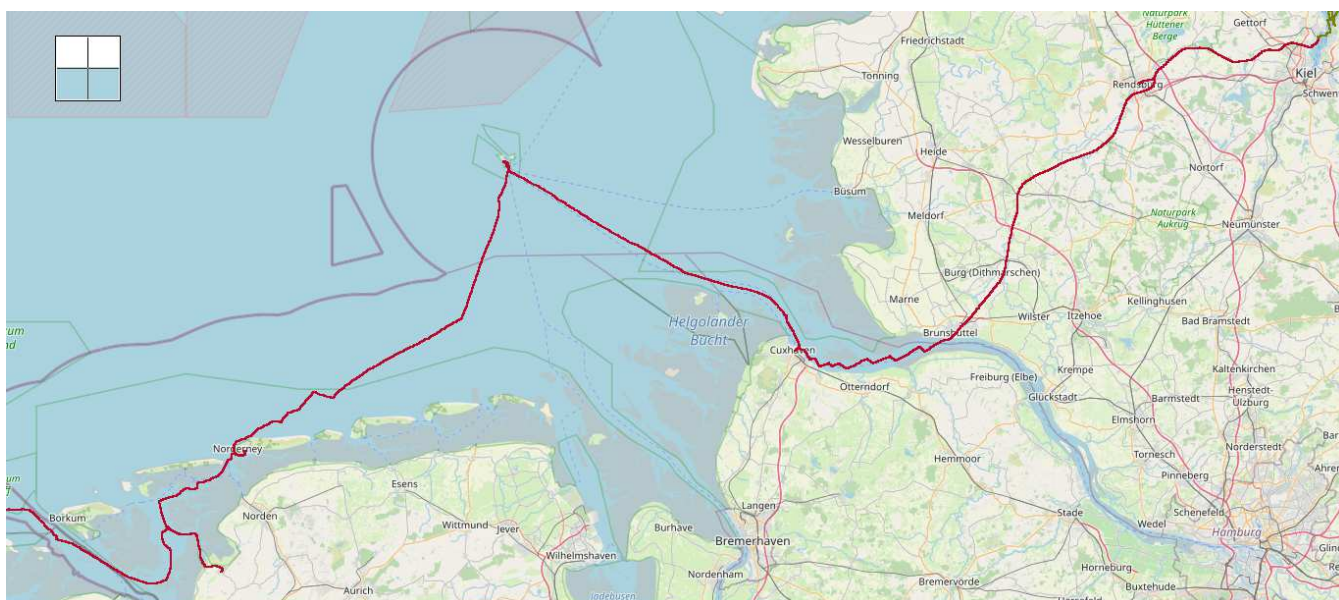 Naturpark
Hüttener
Berge
Gettorf
Friedrichstadt
Tönning
Kiel
Rendsburg
Schwent
Wesselburen
Heide
Nortorf
Büsum
Meldorf
Naturpark
Aukrug
Neumünster
Burg (Dithmarschen)
Marne
Kellinghusen
Wilster
Itzehoe
Bad Bramstedt
Helgoländer
Bucht
Brunsbüttel
Cuxhaven
Krempe
Kaltenkirchen
Freiburg (Elbe)
Otterndorf
Glückstadt
Barmstedt
Henstedt-
Ulzburg
Elmshorn
Norderney
Norderstedt
Hemmoor
Tornesch
Pinneberg
Esens
Langen
Stade
Wedel
Schenefeld
Borkum
Norden
Wittmund
Jever
Burhave
Hamburg
Wilhelmshaven
Bremerhaven
Nordenham
Horneburg
Aurich
Bremervörde
Buxtehude
Jadebusen